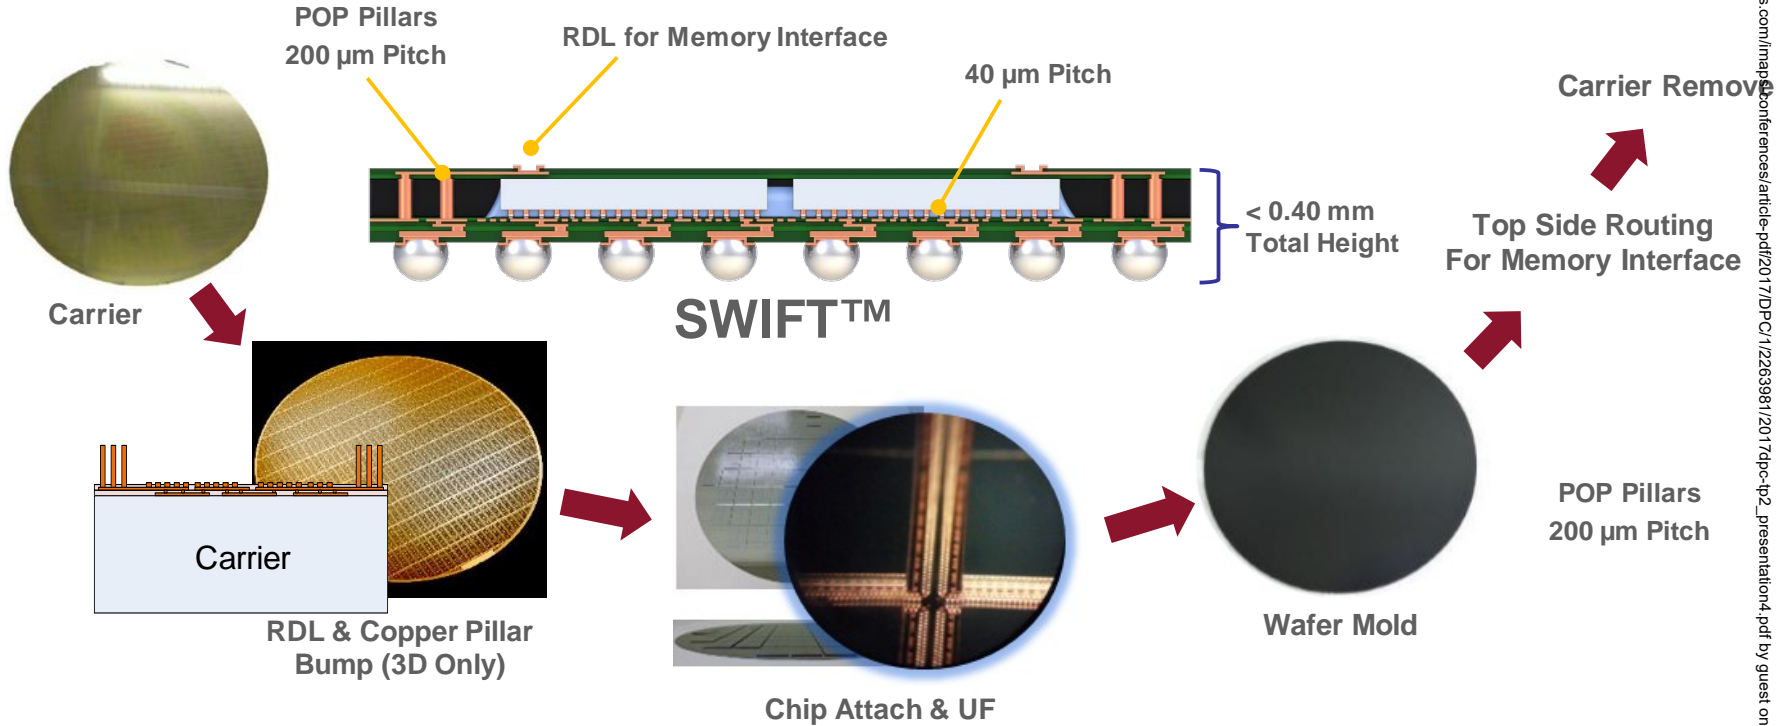 POP Pillars
200 µm Pitch
RDL for Memory Interface
40 µm Pitch
Carrier Remove
< 0.40 mm
Total Height
Top Side Routing
For Memory Interface
Carrier
SWIFT™
Carrier
RDL & Copper Pillar
Bump (3D Only)
Chip Attach & UF
Wafer Mold
POP Pillars
200 µm Pitch
s.com/imaps/conferences/article-pdf/2017/DPC/1/2263981/2017dpc-tp2_presentation4.pdf by guest on